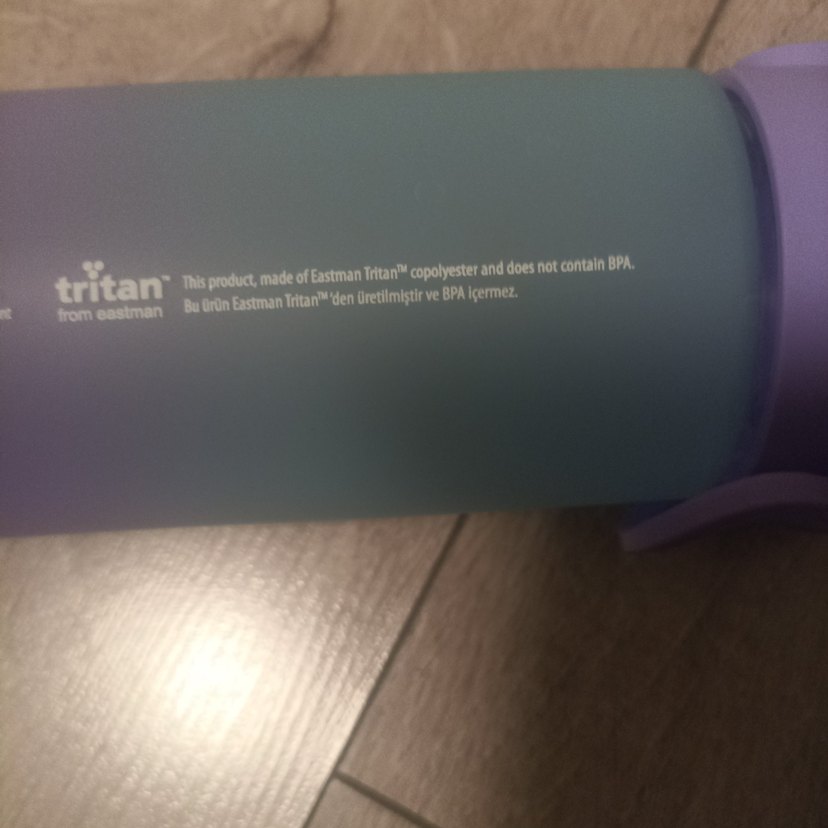 tritan™
from eastman
This product, made of Eastman Tritan™ copolyester and does not contain BPA.
Bu ürün Eastman Tritan™'den üretilmiştir ve BPA içermez.